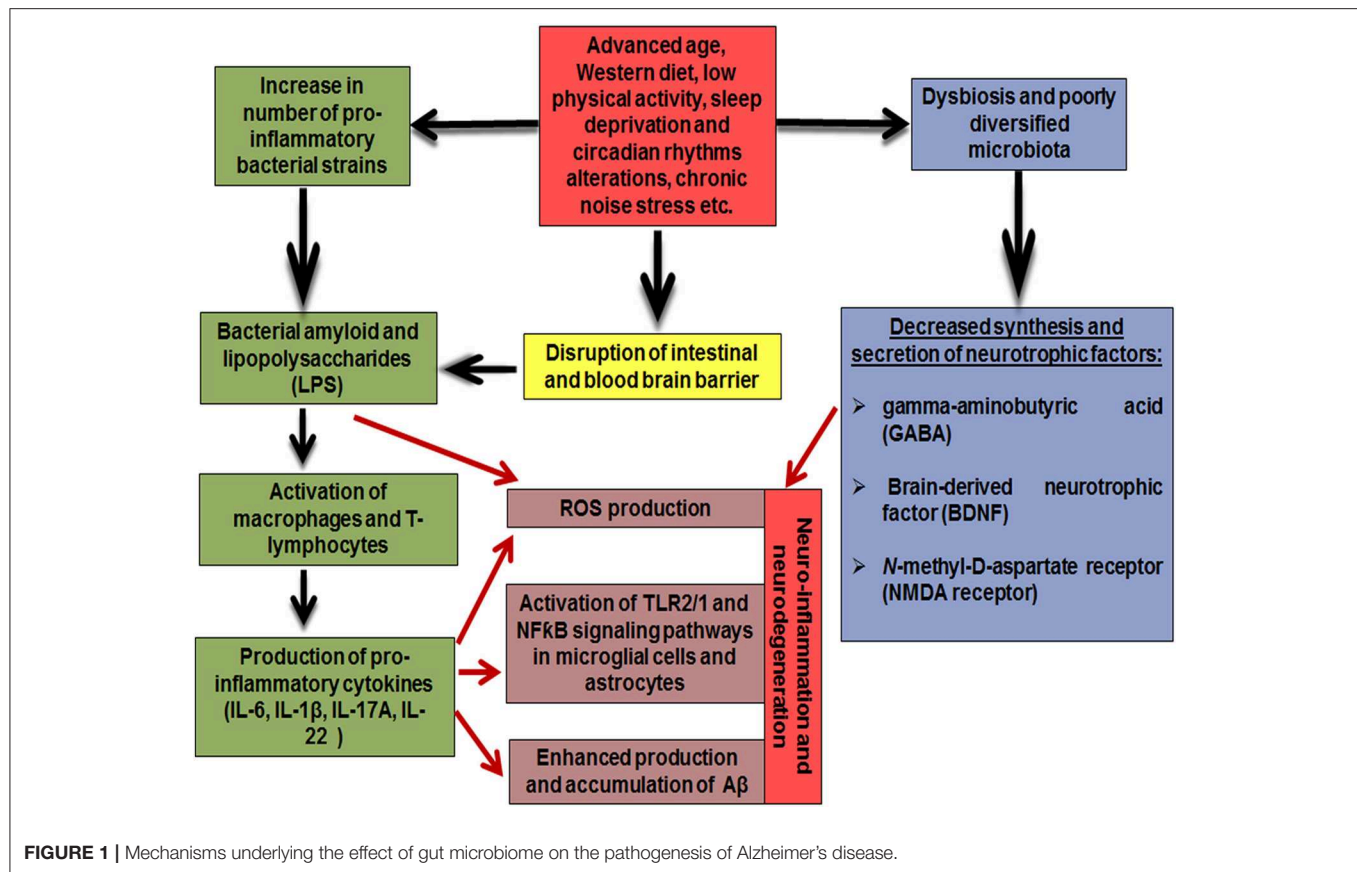 Advanced age,
Western diet, low
physical activity, sleep
deprivation and
circadian rhythms
alterations, chronic
noise stress etc.
Increase in
number of pro-
inflammatory
bacterial strains
Dysbiosis and poorly
diversified
microbiota
Bacterial amyloid and
lipopolysaccharides
(LPS)
Disruption of intestinal
and blood brain barrier
Decreased synthesis and
secretion of neurotrophic factors:
➢ gamma-aminobutyric acid
(GABA)
➢ Brain-derived neurotrophic
factor (BDNF)
➢ N-methyl-D-aspartate receptor
(NMDA receptor)
Activation of
macrophages and T-
lymphocytes
Production of pro-
inflammatory cytokines
(IL-6, IL-1β, IL-17A, IL-
22 )
ROS production
Activation of TLR2/1 and
NFƙB signaling pathways
in microglial cells and
astrocytes
Enhanced production
and accumulation of Aβ
Neuro-inflammation and
neurodegeneration
FIGURE 1 | Mechanisms underlying the effect of gut microbiome on the pathogenesis of Alzheimer's disease.